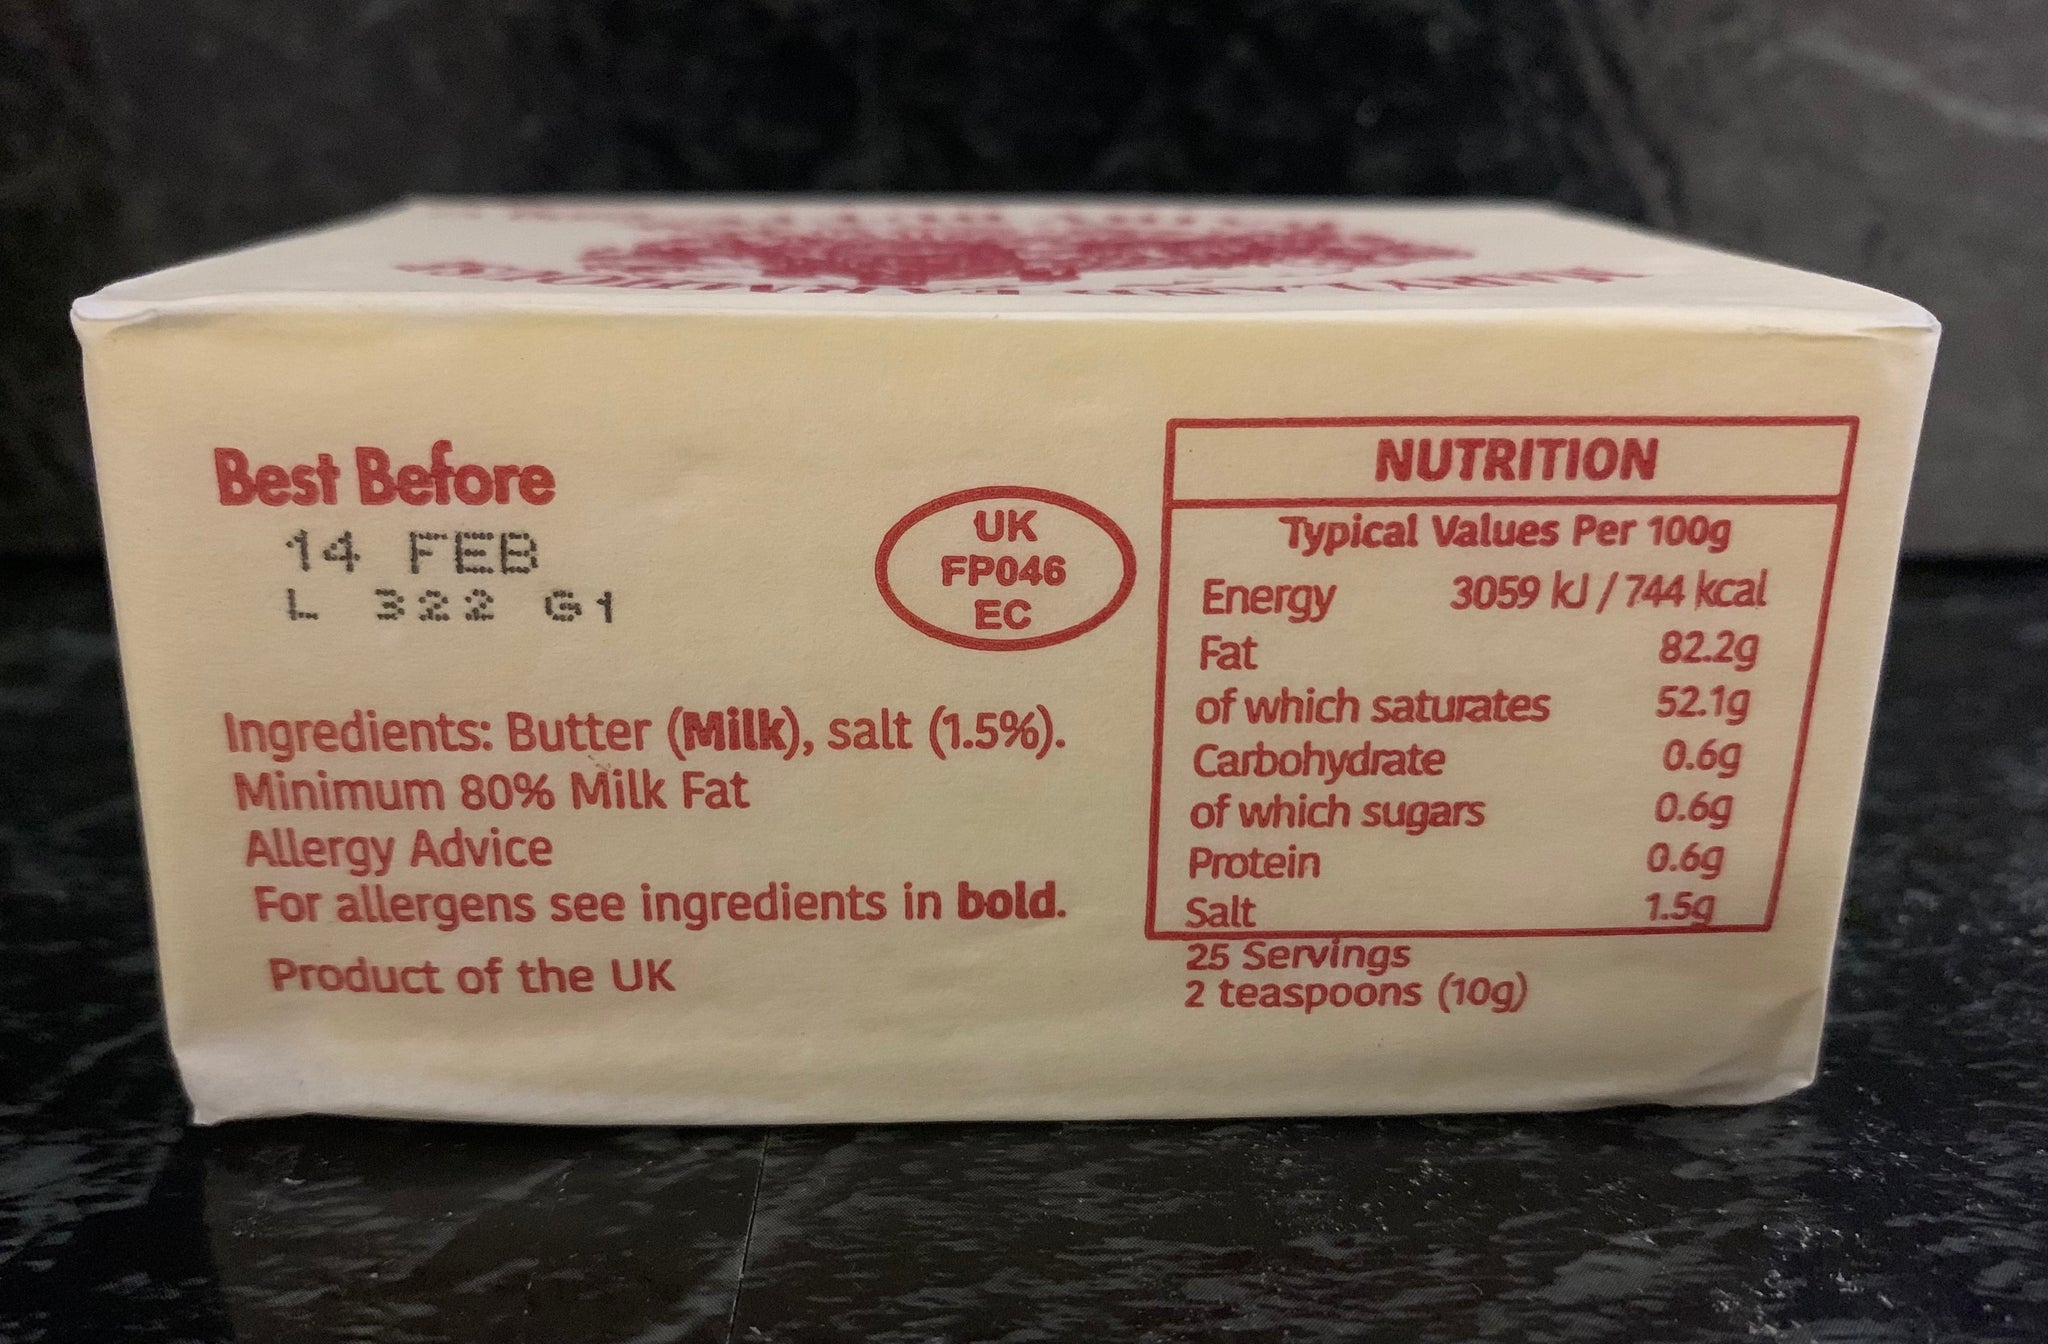 Best Before
14 FEB
L 322 G1
UK
FP046
EC
Ingredients: Butter (Milk), salt (1.5%).
Minimum 80% Milk Fat
Allergy Advice
For allergens see ingredients in bold.
Product of the UK
NUTRITION
Typical Values Per 100g
Energy 3059 kJ / 744 kcal
Fat 82.2g
of which saturates 52.1g
Carbohydrate 0.6g
of which sugars 0.6g
Protein 0.6g
Salt 1.5g
25 Servings
2 teaspoons (10g)